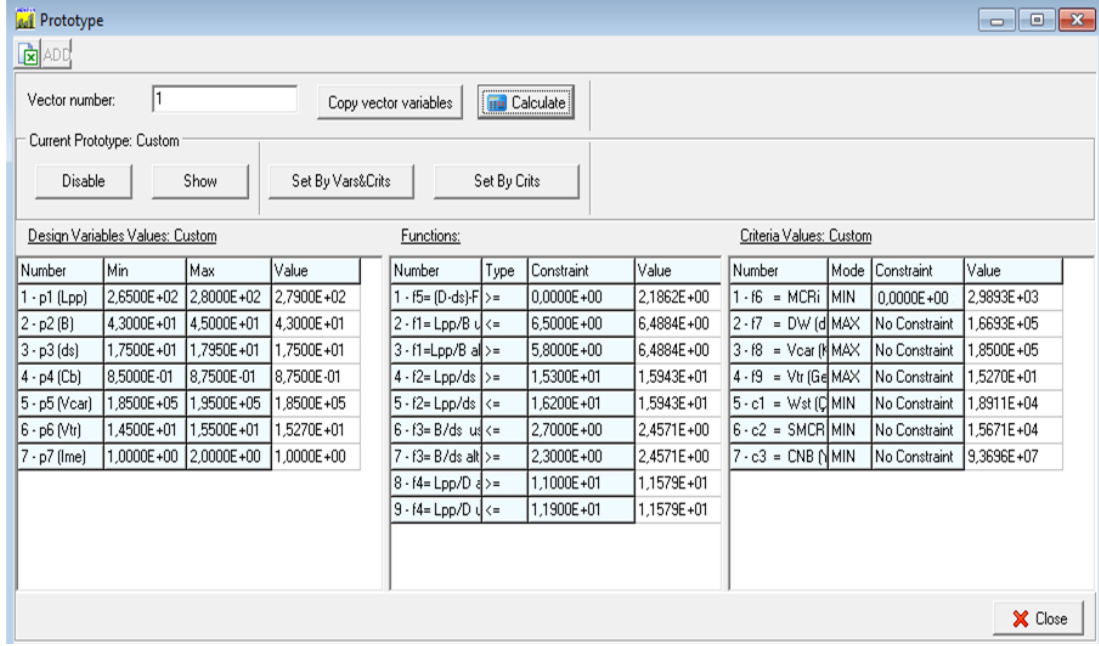 Prototype
ADD
Vector number: 1 Copy vector variables Calculate
Current Prototype: Custom
Disable Show Set By Vars&Crits Set By Crits
Design Variables Values: Custom Functions: Criteria Values: Custom
Number Min Max Value Number Type Constraint Value Number Mode Constraint Value
1 - p1 (Lpp) 2,6500E+02 2,8000E+02 2,7900E+02 1 - f5= (D-ds)-F >= 0,0000E+00 2,1862E+00 1 - f6 = MCRi MIN 0,0000E+00 2,9893E+03
2 - p2 (B) 4,3000E+01 4,5000E+01 4,3000E+01 2 - f1= Lpp/B u <= 6,5000E+00 6,4884E+00 2 - f7 = DW (d MAX No Constraint 1,6693E+05
3 - p3 (ds) 1,7500E+01 1,7950E+01 1,7500E+01 3 - f1=Lpp/B al >= 5,8000E+00 6,4884E+00 3 - f8 = Vcar (K MAX No Constraint 1,8500E+05
4 - p4 (Cb) 8,5000E-01 8,7500E-01 8,7500E-01 4 - f2= Lpp/ds >= 1,5300E+01 1,5943E+01 4 - f9 = Vtr (Ge MAX No Constraint 1,5270E+01
5 - p5 (Vcar) 1,8500E+05 1,9500E+05 1,8500E+05 5 - f2= Lpp/ds <= 1,6200E+01 1,5943E+01 5 - c1 = Wst (Ç MIN No Constraint 1,8911E+04
6 - p6 (Vtr) 1,4500E+01 1,5500E+01 1,5270E+01 6 - f3= B/ds us <= 2,7000E+00 2,4571E+00 6 - c2 = SMCR MIN No Constraint 1,5671E+04
7 - p7 (Ime) 1,0000E+00 2,0000E+00 1,0000E+00 7 - f3= B/ds alt >= 2,3000E+00 2,4571E+00 7 - c3 = CNB (Y MIN No Constraint 9,3696E+07
8 - f4= Lpp/D a >= 1,1000E+01 1,1579E+01
9 - f4= Lpp/D u <= 1,1900E+01 1,1579E+01
Close